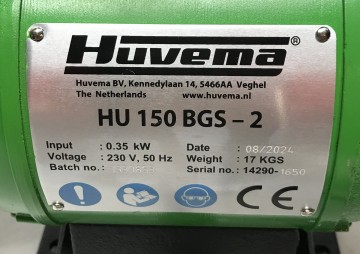 Huvema®
Huvema BV, Kennedylaan 14, 5466AA Veghel
The Netherlands www.huvema.nl
HU 150 BGS – 2
Input : 0.35 kW Date : 08/2024
Voltage : 230 V, 50 Hz Weight : 17 KGS
Batch no. : Serial no. : 14290-1650
CE